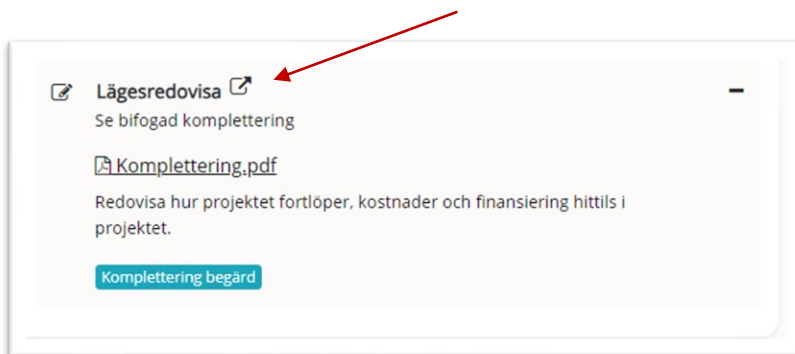 Lägesredovisa
Se bifogad komplettering
Komplettering.pdf
Redovisa hur projektet fortlöper, kostnader och finansiering hittils i
projektet.
Komplettering begärd